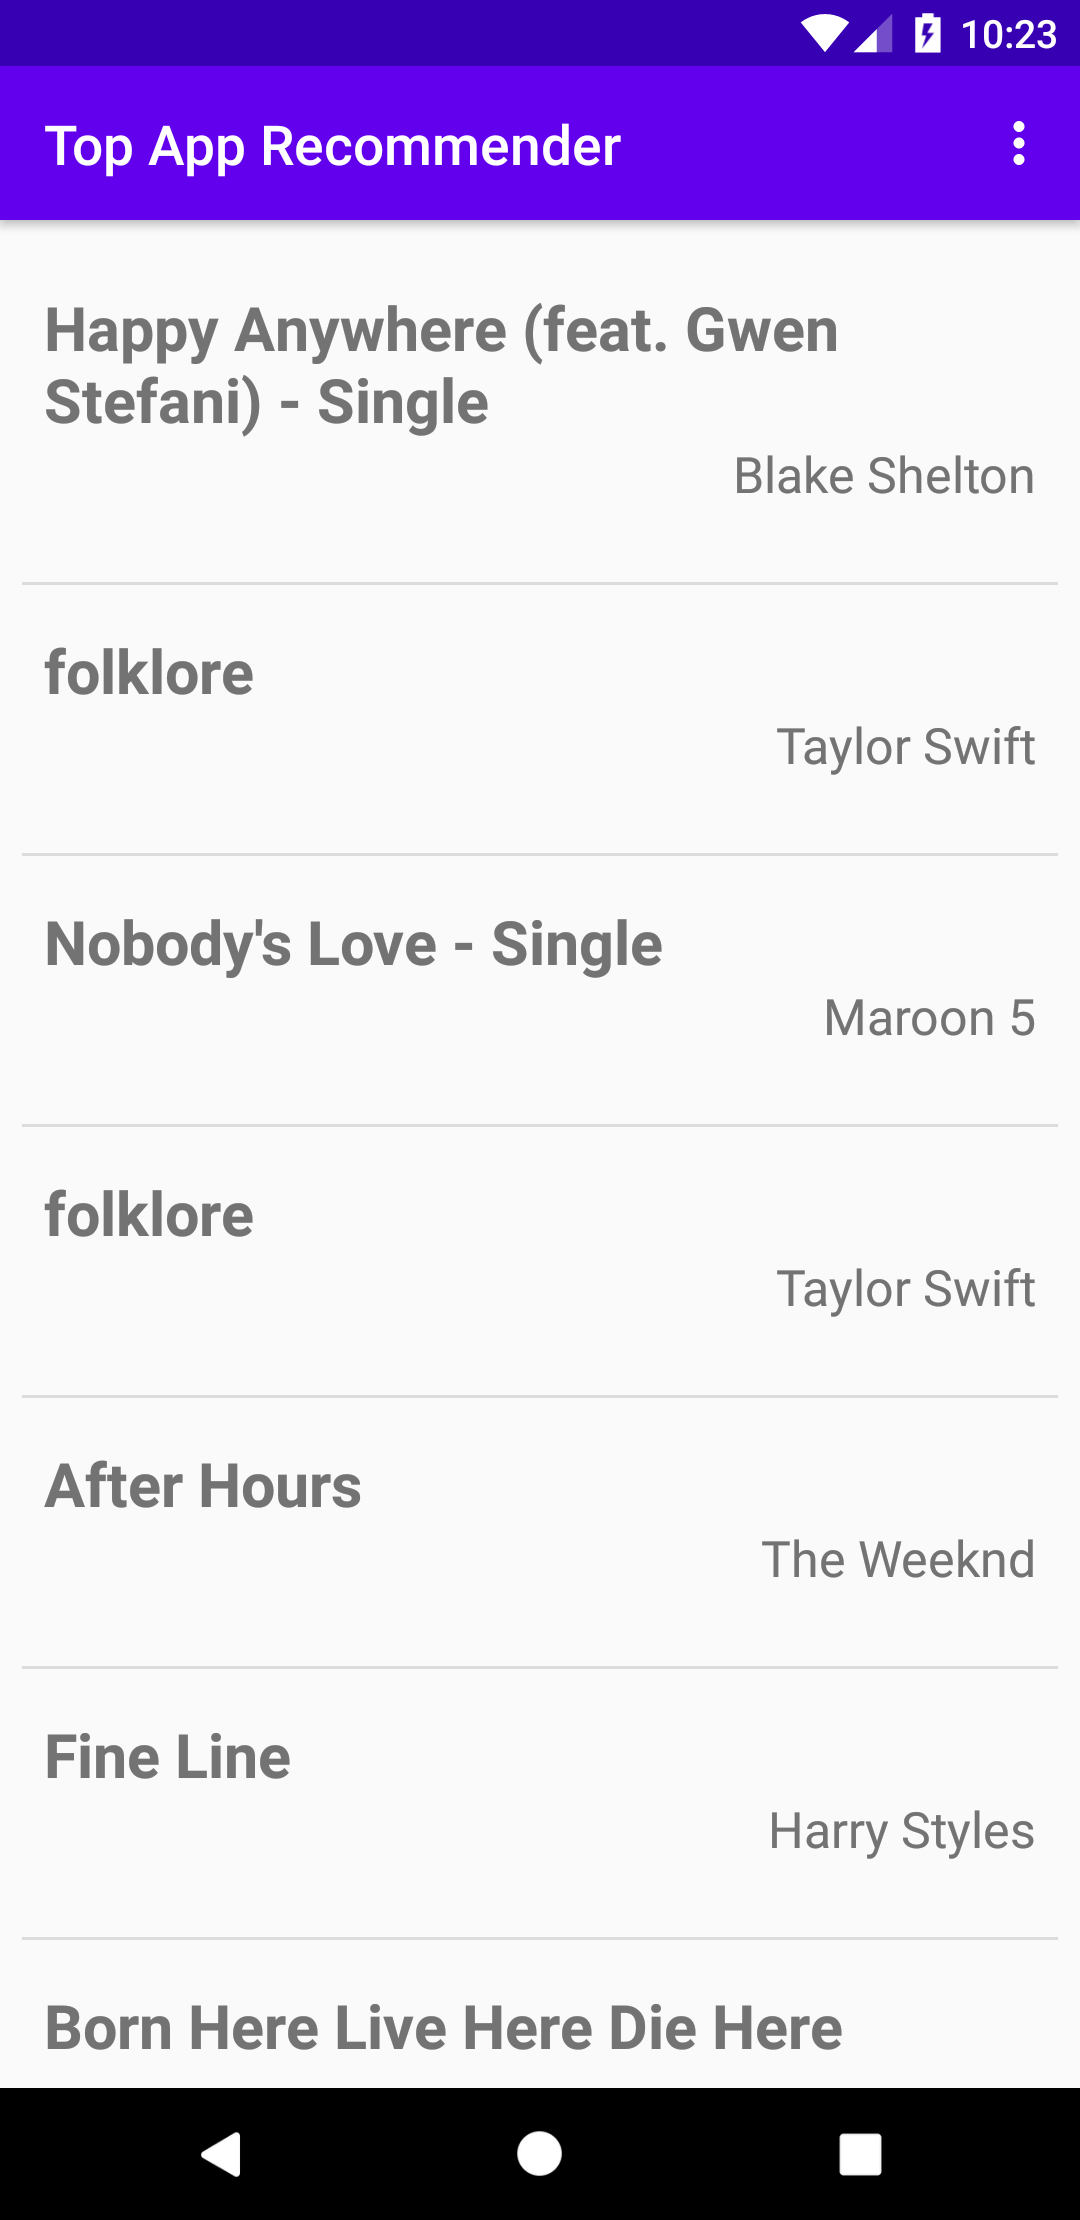 10:23
Top App Recommender
Happy Anywhere (feat. Gwen
Stefani) - Single
Blake Shelton
folklore
Taylor Swift
Nobody's Love - Single
Maroon 5
folklore
Taylor Swift
After Hours
The Weeknd
Fine Line
Harry Styles
Born Here Live Here Die Here